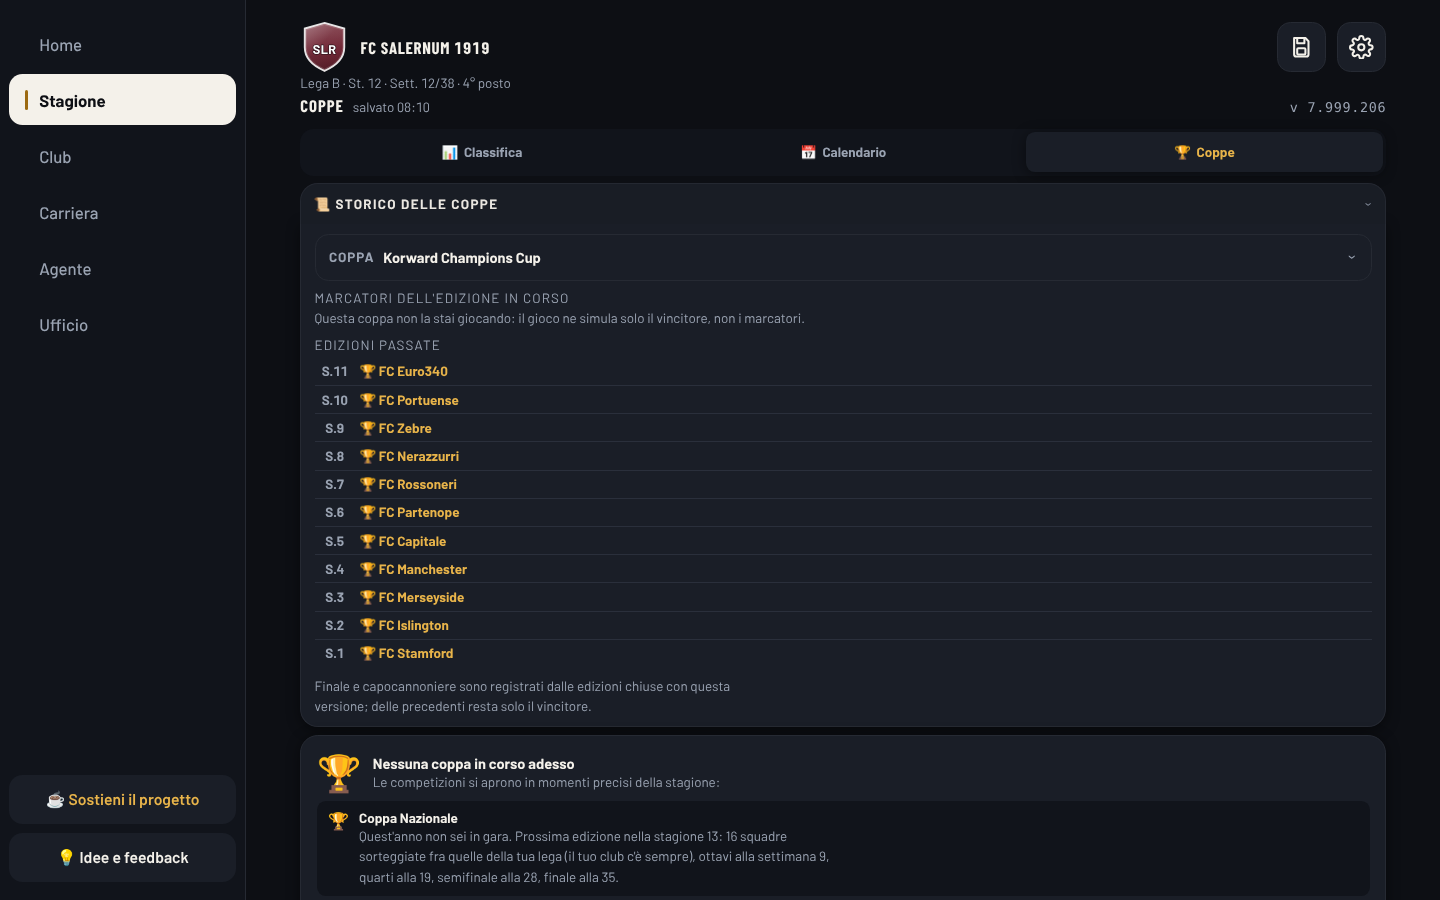 Home
Stagione
Club
Carriera
Agente
Ufficio
☕ Sostieni il progetto
💡 Idee e feedback
SLR
FC SALERNUM 1919
Lega B · St. 12 · Sett. 12/38 · 4° posto
COPPE salvato 08:10
v 7.999.206
📊 Classifica
📅 Calendario
🏆 Coppe
📜 STORICO DELLE COPPE
COPPA Korward Champions Cup
MARCATORI DELL'EDIZIONE IN CORSO
Questa coppa non la stai giocando: il gioco ne simula solo il vincitore, non i marcatori.
EDIZIONI PASSATE
S.11 🏆 FC Euro340
S.10 🏆 FC Portuense
S.9 🏆 FC Zebre
S.8 🏆 FC Nerazzurri
S.7 🏆 FC Rossoneri
S.6 🏆 FC Partenope
S.5 🏆 FC Capitale
S.4 🏆 FC Manchester
S.3 🏆 FC Merseyside
S.2 🏆 FC Islington
S.1 🏆 FC Stamford
Finale e capocannoniere sono registrati dalle edizioni chiuse con questa
versione; delle precedenti resta solo il vincitore.
Nessuna coppa in corso adesso
Le competizioni si aprono in momenti precisi della stagione:
Coppa Nazionale
Quest'anno non sei in gara. Prossima edizione nella stagione 13: 16 squadre
sorteggiate fra quelle della tua lega (il tuo club c'è sempre), ottavi alla settimana 9,
quarti alla 19, semifinale alla 28, finale alla 35.